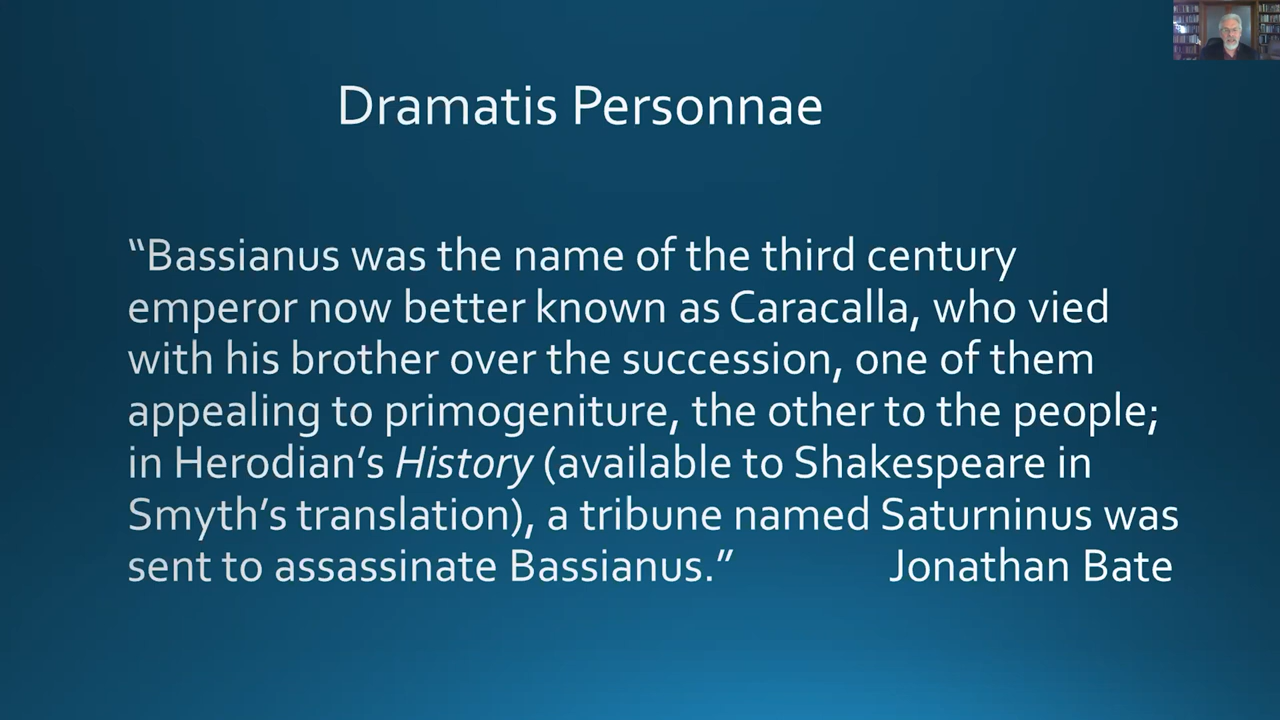 Dramatis Personnae
“Bassianus was the name of the third century
emperor now better known as Caracalla, who vied
with his brother over the succession, one of them
appealing to primogeniture, the other to the people;
in Herodian’s History (available to Shakespeare in
Smyth’s translation), a tribune named Saturninus was
sent to assassinate Bassianus.” Jonathan Bate